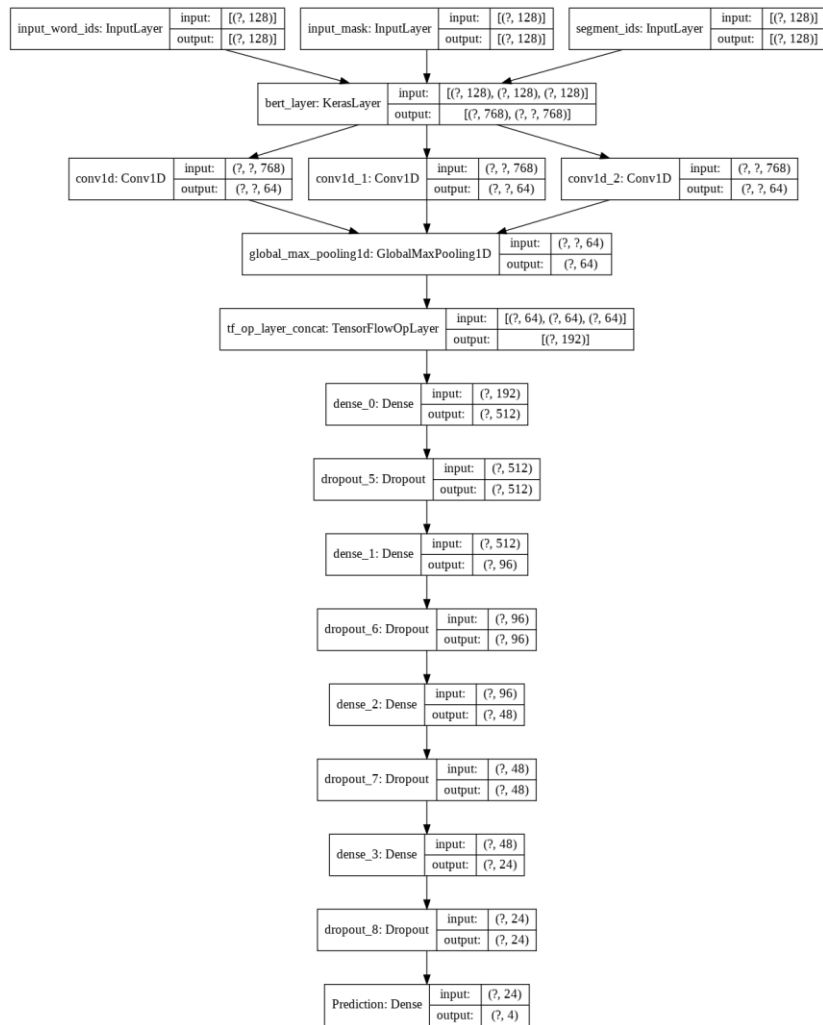 input_word_ids: InputLayer input: [(?, 128)] output: [(?, 128)]
input_mask: InputLayer input: [(?, 128)] output: [(?, 128)]
segment_ids: InputLayer input: [(?, 128)] output: [(?, 128)]
bert_layer: KerasLayer input: [(?, 128), (?, 128), (?, 128)] output: [(?, 768), (?, ?, 768)]
conv1d: Conv1D input: (?, ?, 768) output: (?, ?, 64)
conv1d_1: Conv1D input: (?, ?, 768) output: (?, ?, 64)
conv1d_2: Conv1D input: (?, ?, 768) output: (?, ?, 64)
global_max_pooling1d: GlobalMaxPooling1D input: (?, ?, 64) output: (?, 64)
tf_op_layer_concat: TensorFlowOpLayer input: [(?, 64), (?, 64), (?, 64)] output: [(?, 192)]
dense_0: Dense input: (?, 192) output: (?, 512)
dropout_5: Dropout input: (?, 512) output: (?, 512)
dense_1: Dense input: (?, 512) output: (?, 96)
dropout_6: Dropout input: (?, 96) output: (?, 96)
dense_2: Dense input: (?, 96) output: (?, 48)
dropout_7: Dropout input: (?, 48) output: (?, 48)
dense_3: Dense input: (?, 48) output: (?, 24)
dropout_8: Dropout input: (?, 24) output: (?, 24)
Prediction: Dense input: (?, 24) output: (?, 4)